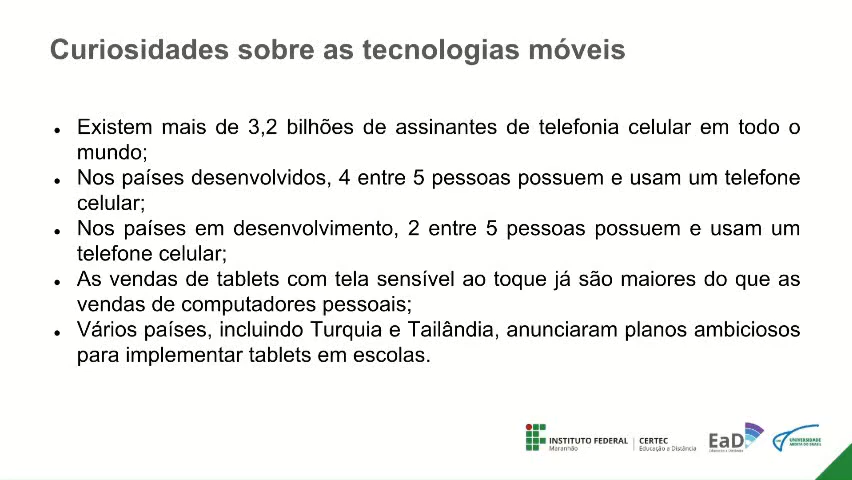 Curiosidades sobre as tecnologias móveis
● Existem mais de 3,2 bilhões de assinantes de telefonia celular em todo o
mundo;
● Nos países desenvolvidos, 4 entre 5 pessoas possuem e usam um telefone
celular;
● Nos países em desenvolvimento, 2 entre 5 pessoas possuem e usam um
telefone celular;
● As vendas de tablets com tela sensível ao toque já são maiores do que as
vendas de computadores pessoais;
● Vários países, incluindo Turquia e Tailândia, anunciaram planos ambiciosos
para implementar tablets em escolas.
INSTITUTO FEDERAL
Maranhão
CERTEC
Educação a Distância
EaD
UNIVERSIDADE
ABERTA DO BRASIL